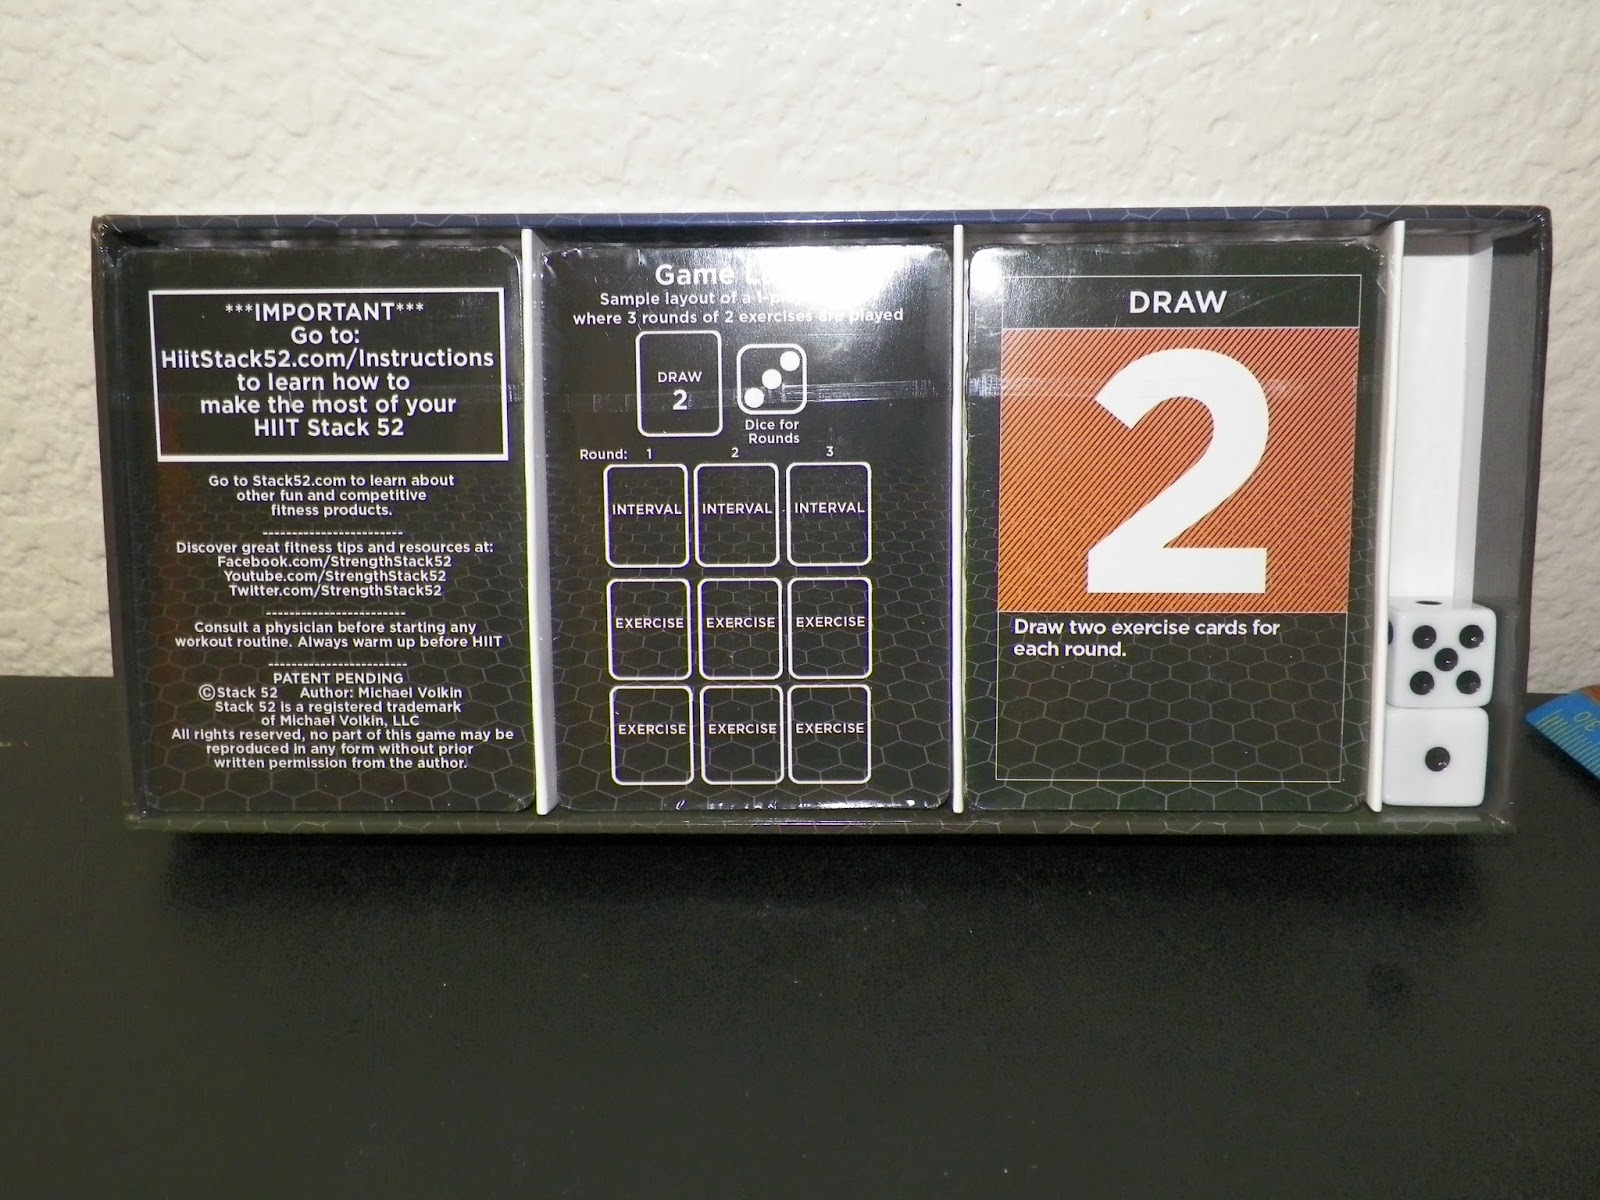 ***IMPORTANT***
Go to:
HiitStack52.com/Instructions
to learn how to
make the most of your
HIIT Stack 52
Go to Stack52.com to learn about
other fun and competitive
fitness products.
-------------------------
Discover great fitness tips and resources at:
Facebook.com/StrengthStack52
Youtube.com/StrengthStack52
Twitter.com/StrengthStack52
-------------------------
Consult a physician before starting any
workout routine. Always warm up before HIIT
-------------------------
PATENT PENDING
©Stack 52 Author: Michael Volkin
Stack 52 is a registered trademark
of Michael Volkin, LLC
All rights reserved, no part of this game may be
reproduced in any form without prior
written permission from the author.
Game
Sample layout of a 1-
where 3 rounds of 2 exercises are played
DRAW
2
Dice for
Rounds
Round: 1 2 3
INTERVAL INTERVAL INTERVAL
EXERCISE EXERCISE EXERCISE
EXERCISE EXERCISE EXERCISE
DRAW
2
Draw two exercise cards for
each round.
30